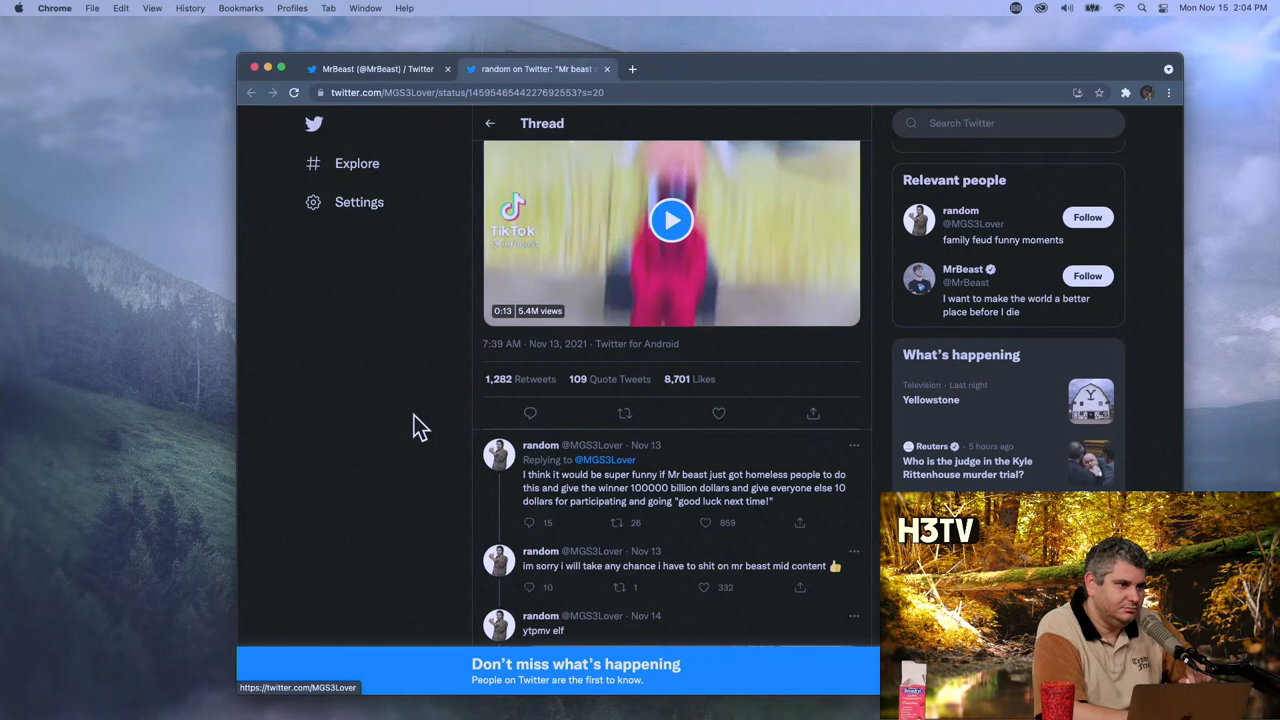 Chrome File Edit View History Bookmarks Profiles Tab Window Help
Mon Nov 15 2:04 PM
MrBeast (@MrBeast) / Twitter
random on Twitter: "Mr beast
twitter.com/MGS3Lover/status/1459546544227692553?s=20
Explore
Settings
Thread
TikTok
0:13 5.4M views
7:39 AM · Nov 13, 2021 · Twitter for Android
1,282 Retweets 109 Quote Tweets 8,701 Likes
random @MGS3Lover · Nov 13
Replying to @MGS3Lover
I think it would be super funny if Mr beast just got homeless people to do
this and give the winner 100000 billion dollars and give everyone else 10
dollars for participating and going "good luck next time!"
15 26 859
random @MGS3Lover · Nov 13
im sorry i will take any chance i have to shit on mr beast mid content 👍
10 1 332
random @MGS3Lover · Nov 14
ytpmv elf
Search Twitter
Relevant people
random
@MGS3Lover
Follow
family feud funny moments
MrBeast
@MrBeast
Follow
I want to make the world a better
place before I die
What's happening
Television · Last night
Yellowstone
Reuters · 5 hours ago
Who is the judge in the Kyle
Rittenhouse murder trial?
Don't miss what's happening
People on Twitter are the first to know.
https://twitter.com/MGS3Lover
H3TV